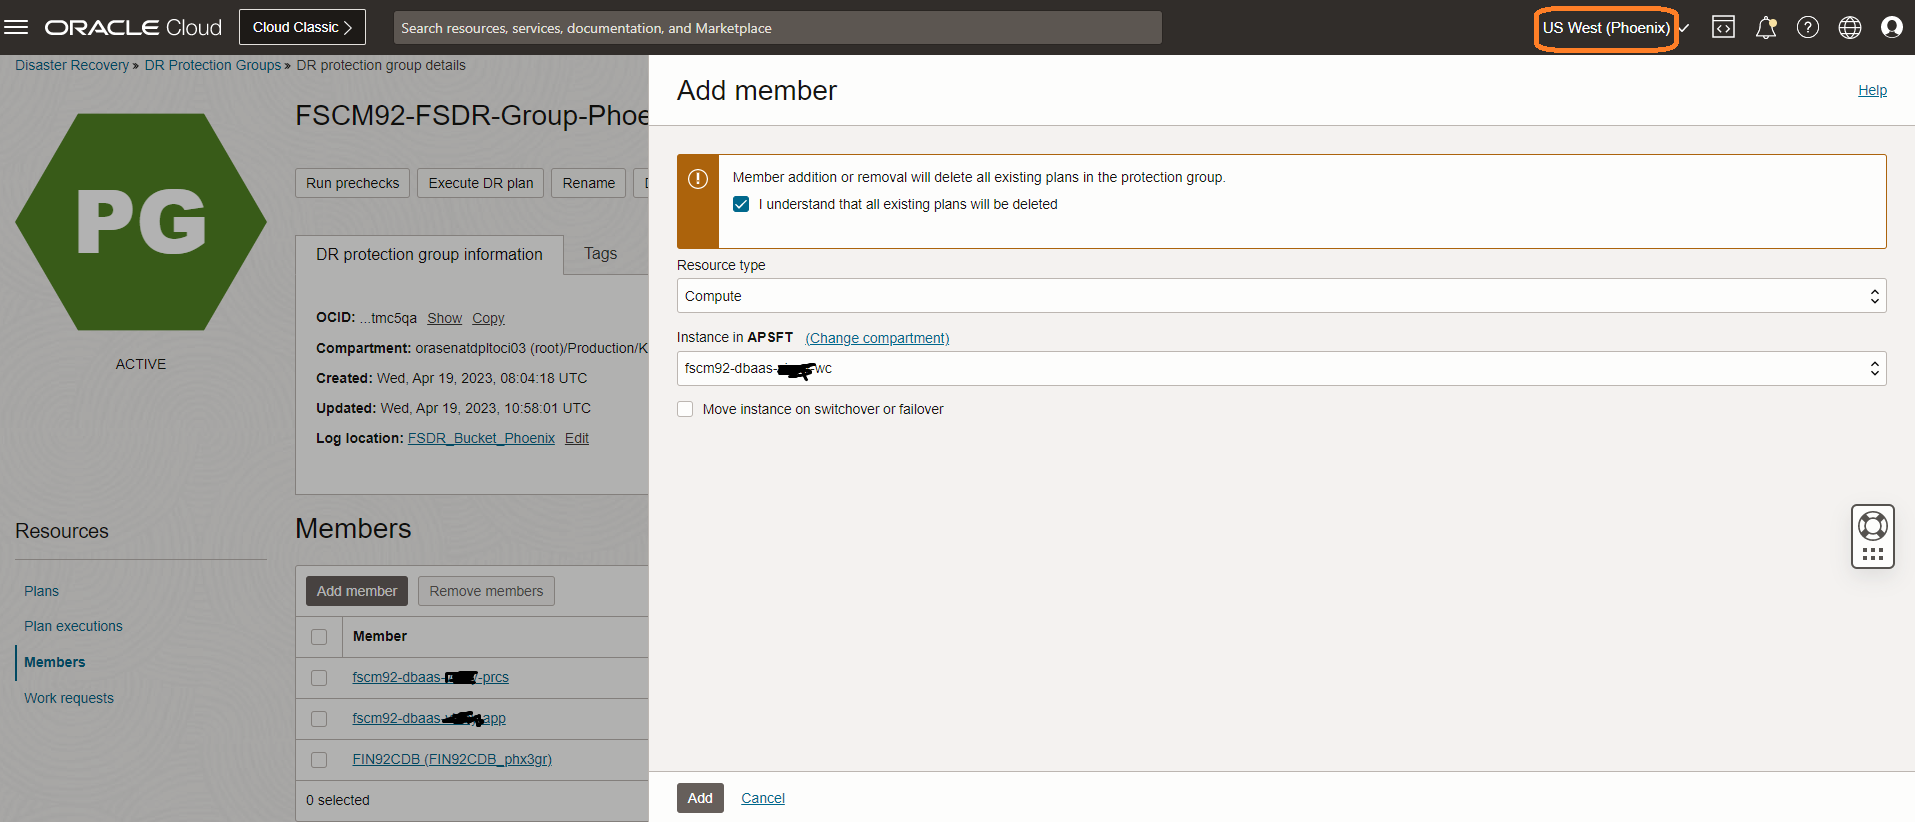 ORACLE Cloud
Cloud Classic
Search resources, services, documentation, and Marketplace
US West (Phoenix)
Disaster Recovery » DR Protection Groups » DR protection group details
PG
ACTIVE
FSCM92-FSDR-Group-Phoe
Run prechecks
Execute DR plan
Rename
DR protection group information
Tags
OCID: ...tmc5qa Show Copy
Compartment: orasenatdpltoci03 (root)/Production/K
Created: Wed, Apr 19, 2023, 08:04:18 UTC
Updated: Wed, Apr 19, 2023, 10:58:01 UTC
Log location: FSDR_Bucket_Phoenix Edit
Resources
Plans
Plan executions
Members
Work requests
Members
Add member
Remove members
Member
fscm92-dbaas- -prcs
fscm92-dbaas- app
FIN92CDB (FIN92CDB_phx3gr)
0 selected
Add member
Help
Member addition or removal will delete all existing plans in the protection group.
I understand that all existing plans will be deleted
Resource type
Compute
Instance in APSFT (Change compartment)
fscm92-dbaas- wc
Move instance on switchover or failover
Add
Cancel